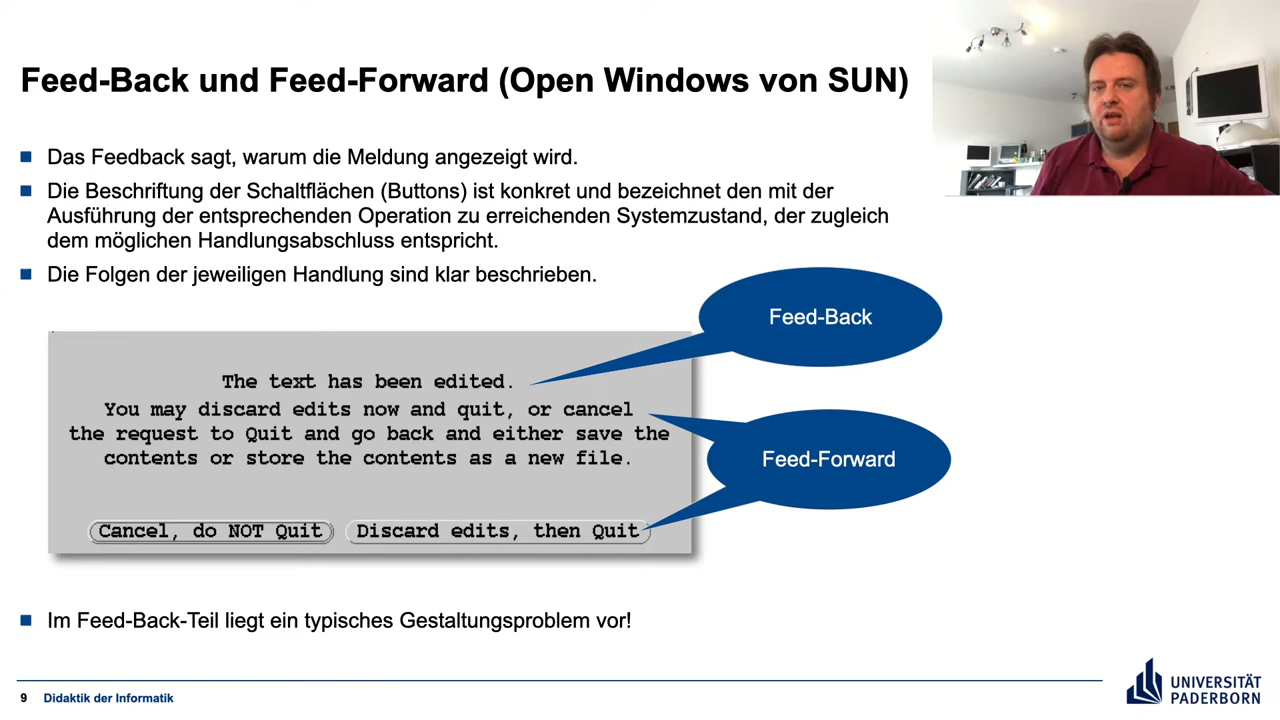 Feed-Back und Feed-Forward (Open Windows von SUN)
Das Feedback sagt, warum die Meldung angezeigt wird.
Die Beschriftung der Schaltflächen (Buttons) ist konkret und bezeichnet den mit der
Ausführung der entsprechenden Operation zu erreichenden Systemzustand, der zugleich
dem möglichen Handlungsabschluss entspricht.
Die Folgen der jeweiligen Handlung sind klar beschrieben.
Feed-Back
The text has been edited.
You may discard edits now and quit, or cancel
the request to Quit and go back and either save the
contents or store the contents as a new file.
Feed-Forward
Cancel, do NOT Quit
Discard edits, then Quit
Im Feed-Back-Teil liegt ein typisches Gestaltungsproblem vor!
9 Didaktik der Informatik
UNIVERSITÄT
PADERBORN